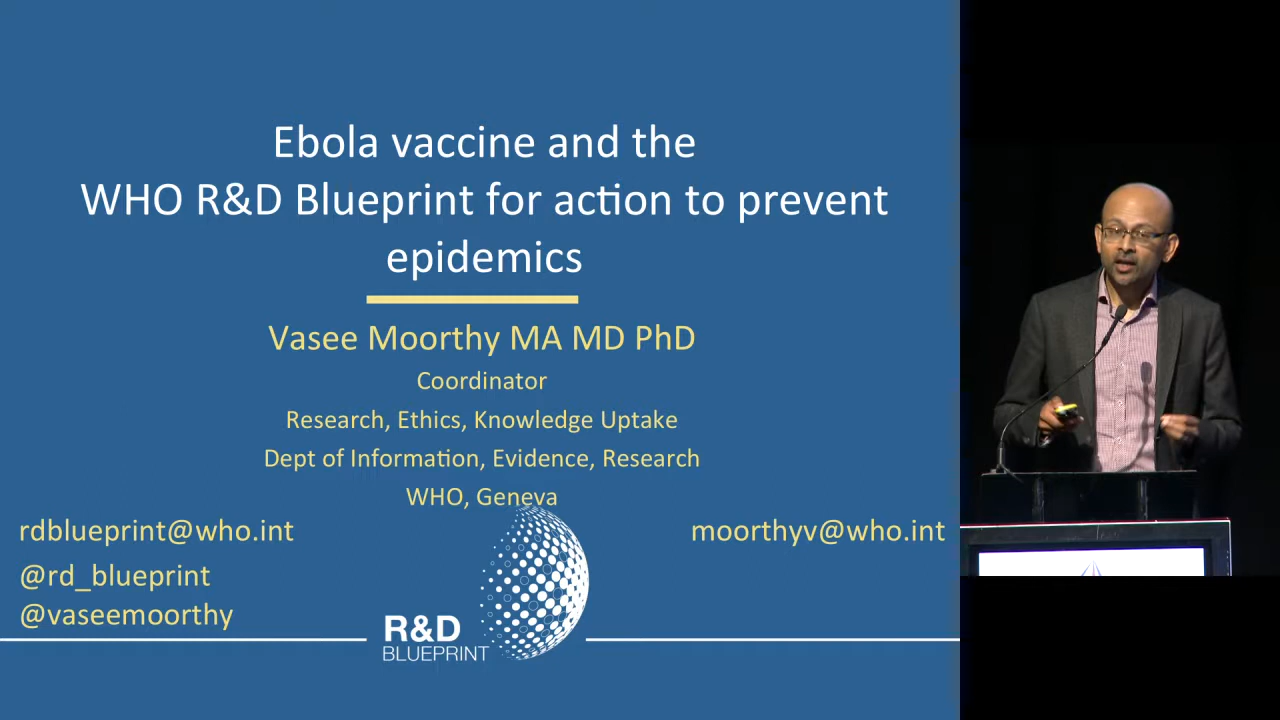 Ebola vaccine and the
WHO R&D Blueprint for action to prevent
epidemics
Vasee Moorthy MA MD PhD
Coordinator
Research, Ethics, Knowledge Uptake
Dept of Information, Evidence, Research
WHO, Geneva
rdblueprint@who.int
moorthyv@who.int
@rd_blueprint
@vaseemoorthy
R&D
BLUEPRINT